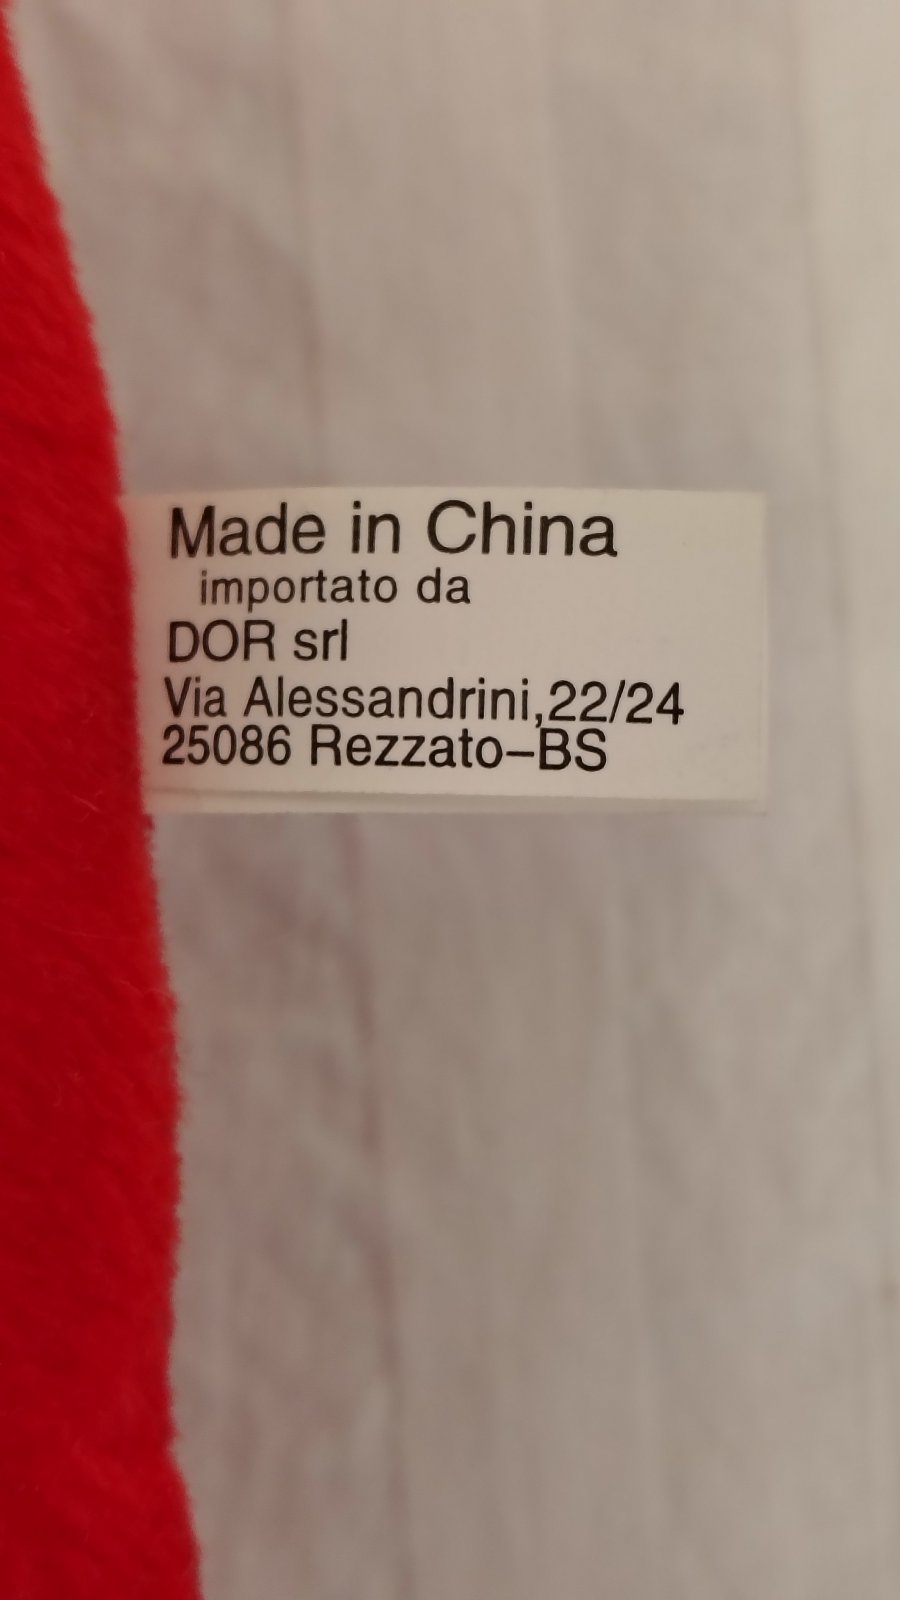 Made in China
importato da
DOR srl
Via Alessandrini,22/24
25086 Rezzato–BS